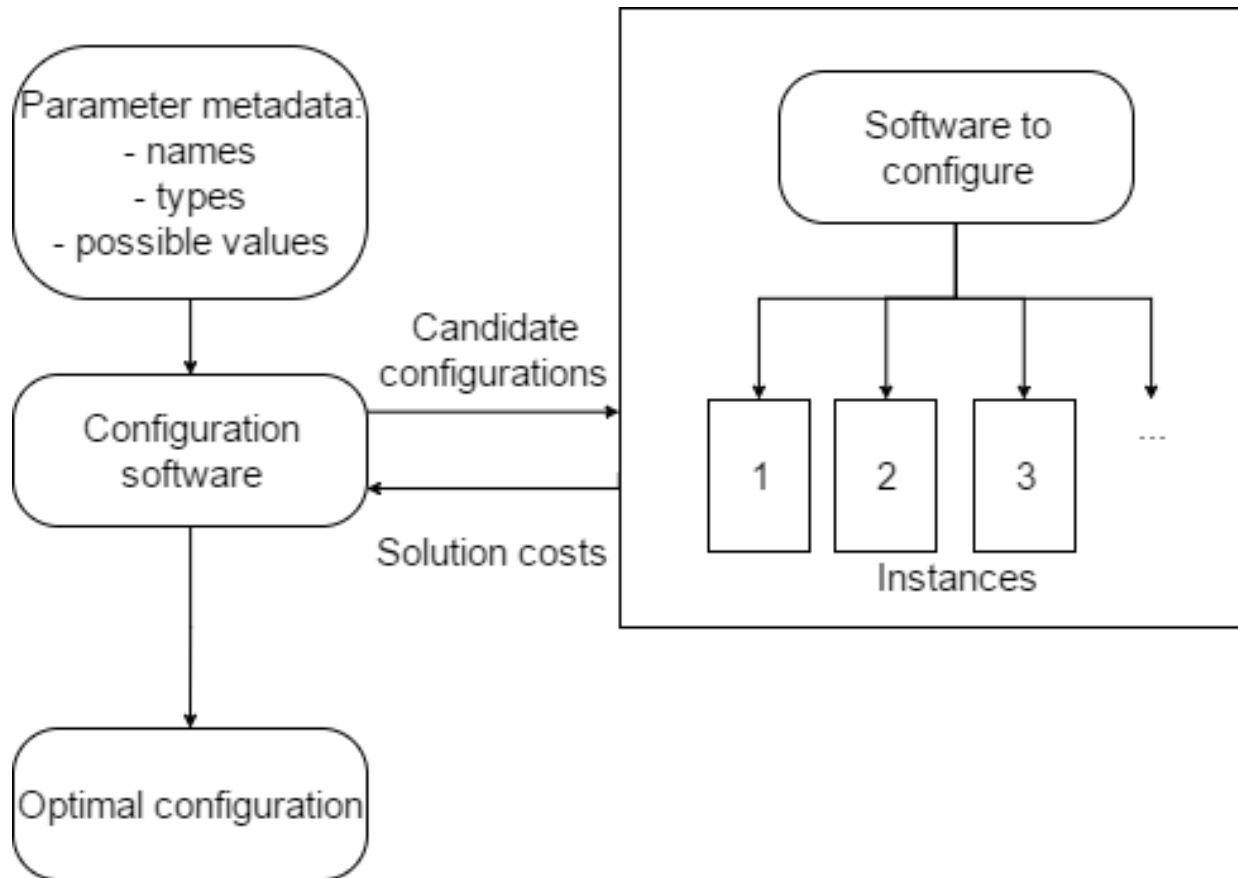 Parameter metadata:
- names
- types
- possible values
Software to
configure
Candidate
configurations
Configuration
software
Solution costs
1
2
3
...
Instances
Optimal configuration